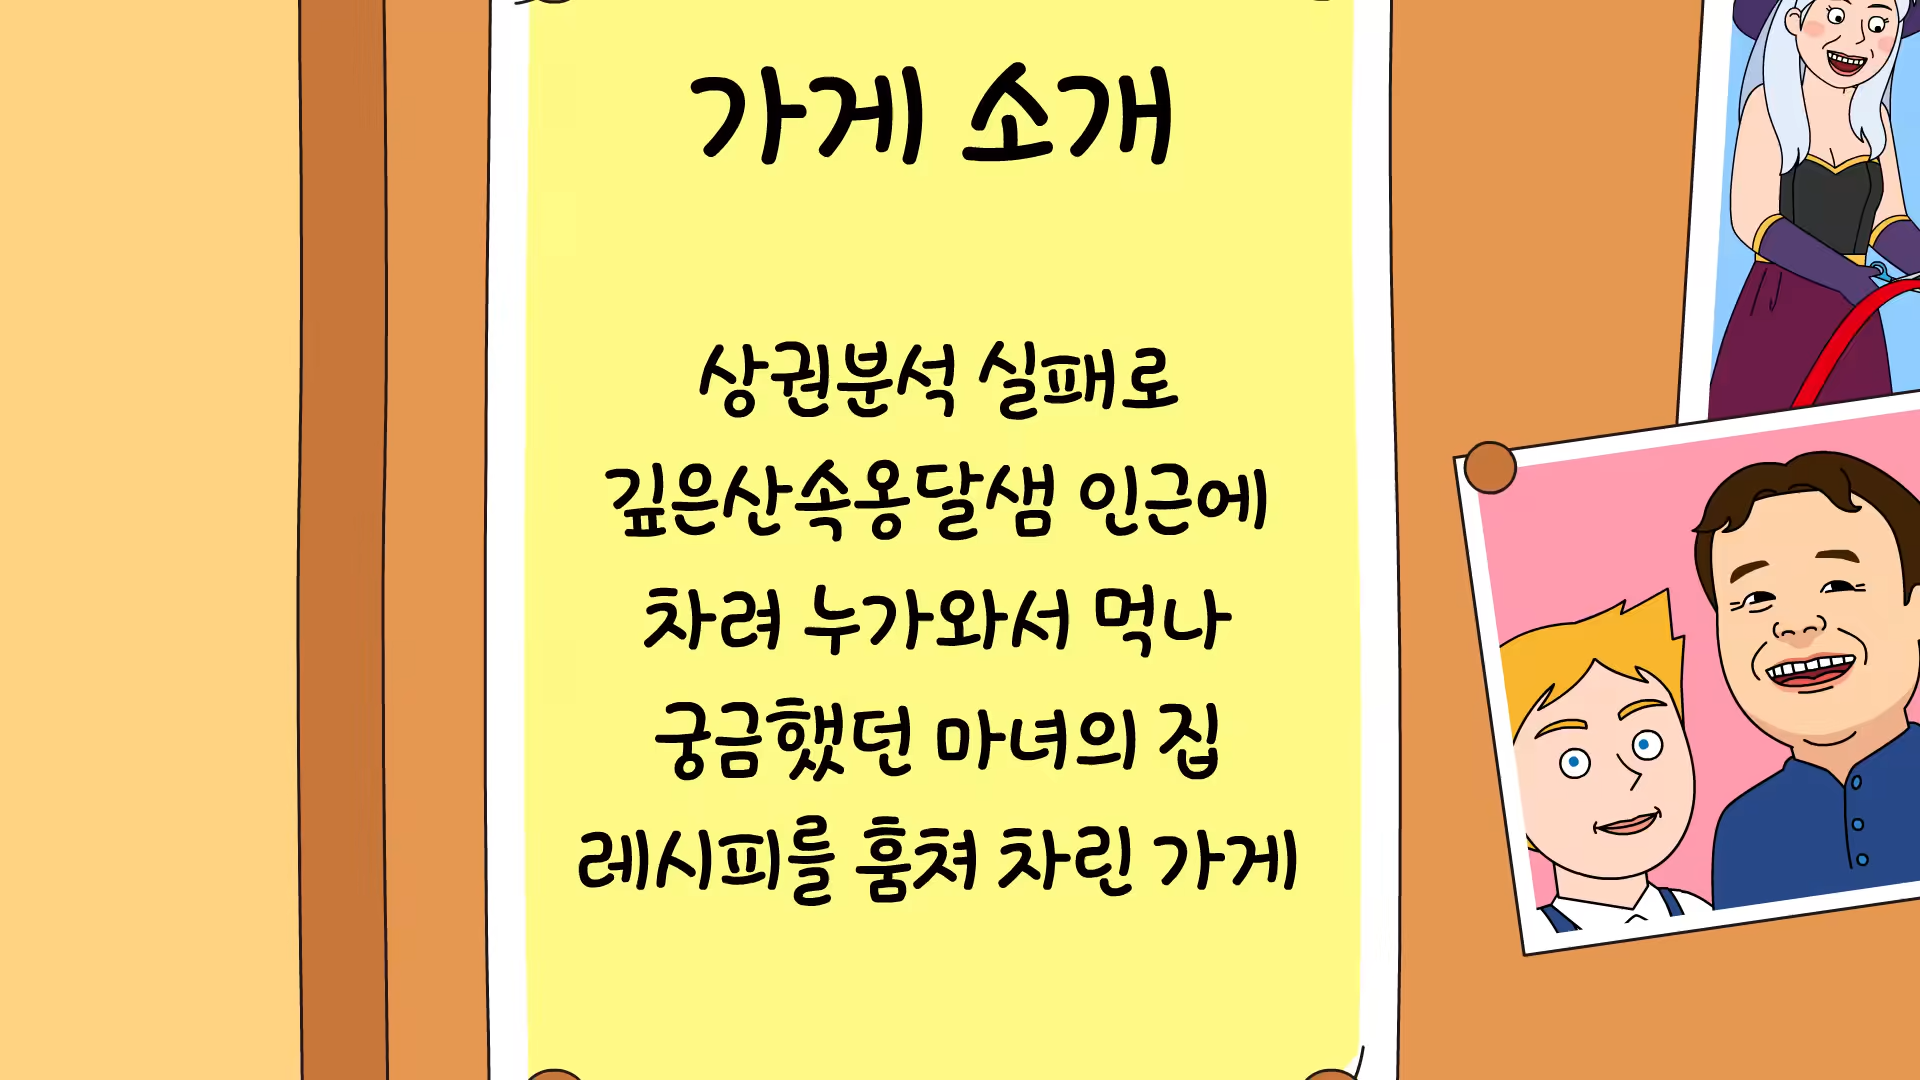 가게 소개
상권분석 실패로
깊은산속옹달샘 인근에
차려 누가와서 먹나
궁금했던 마녀의 집
레시피를 훔쳐 차린 가게